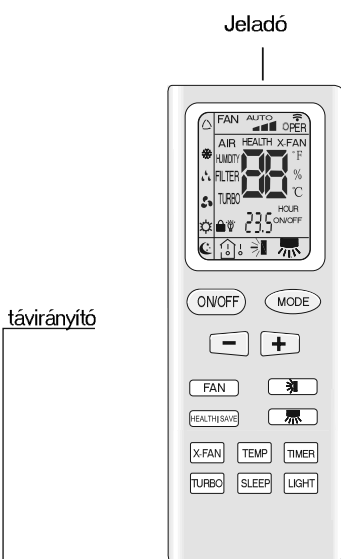 Jeladó
FAN AUTO OPER
AIR HEALTH X-FAN
HUMIDITY 88 °F
FILTER %
TURBO °C
HOUR
23.5 ON/OFF
ON/OFF MODE
távirányító
- +
FAN
HEALTH|SAVE
X-FAN TEMP TIMER
TURBO SLEEP LIGHT